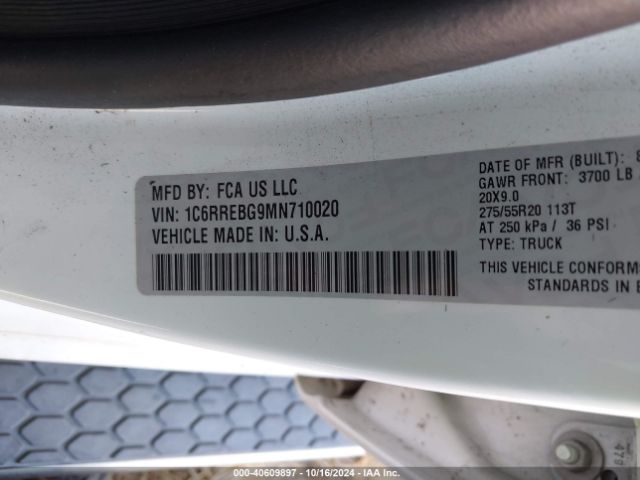 MFD BY: FCA US LLC
VIN: 1C6RREBG9MN710020
VEHICLE MADE IN: U.S.A.
DATE OF MFR (BUILT): 8
GAWR FRONT: 3700 LB
20X9.0
275/55R20 113T
AT 250 kPa / 36 PSI
TYPE: TRUCK
THIS VEHICLE CONFORM
STANDARDS IN
000-40609897 - 10/16/2024 - IAA Inc.